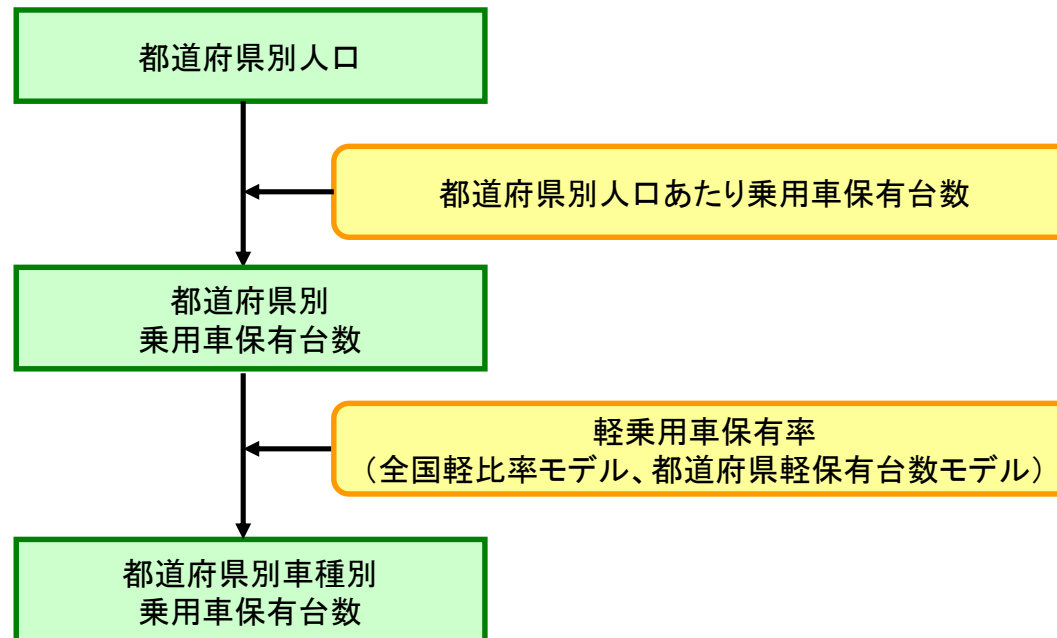 都道府県別人口
都道府県別人口あたり乗用車保有台数
都道府県別
乗用車保有台数
軽乗用車保有率
（全国軽比率モデル、都道府県軽保有台数モデル）
都道府県別車種別
乗用車保有台数